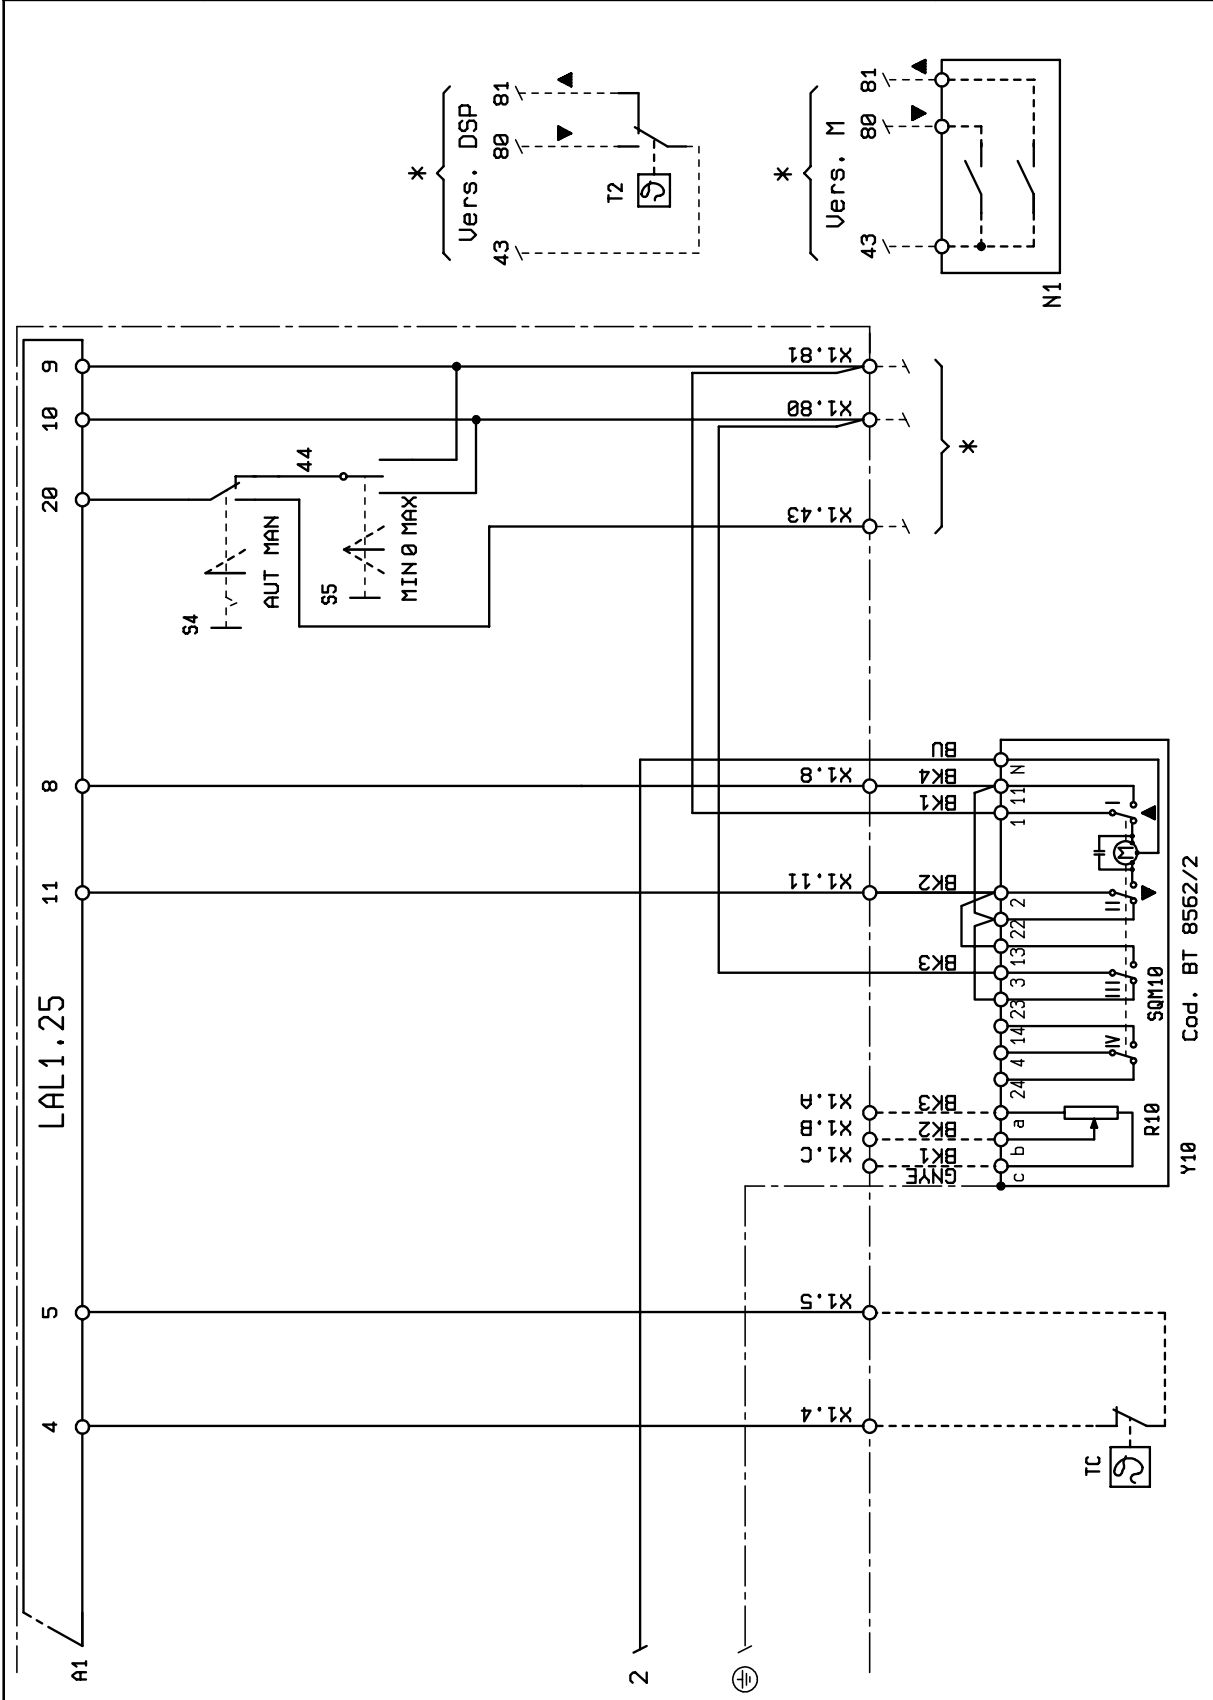 A1
LAL1.25
4
5
11
8
20
10
9
S4
AUT MAN
44
S5
MIN 0 MAX
2
X1.4
X1.5
X1.C
X1.B
X1.A
X1.11
X1.8
X1.43
X1.80
X1.81
*
GNYE
BK1
BK2
BK3
BK3
BK2
BK1
BK4
BU
c
b
a
24
4
14
23
3
13
22
2
1
11
N
IV
III
II
M
I
R10
SQM10
Y10
Cod. BT 8562/2
TC
*
Vers. DSP
43
80
81
T2
*
Vers. M
43
80
81
N1